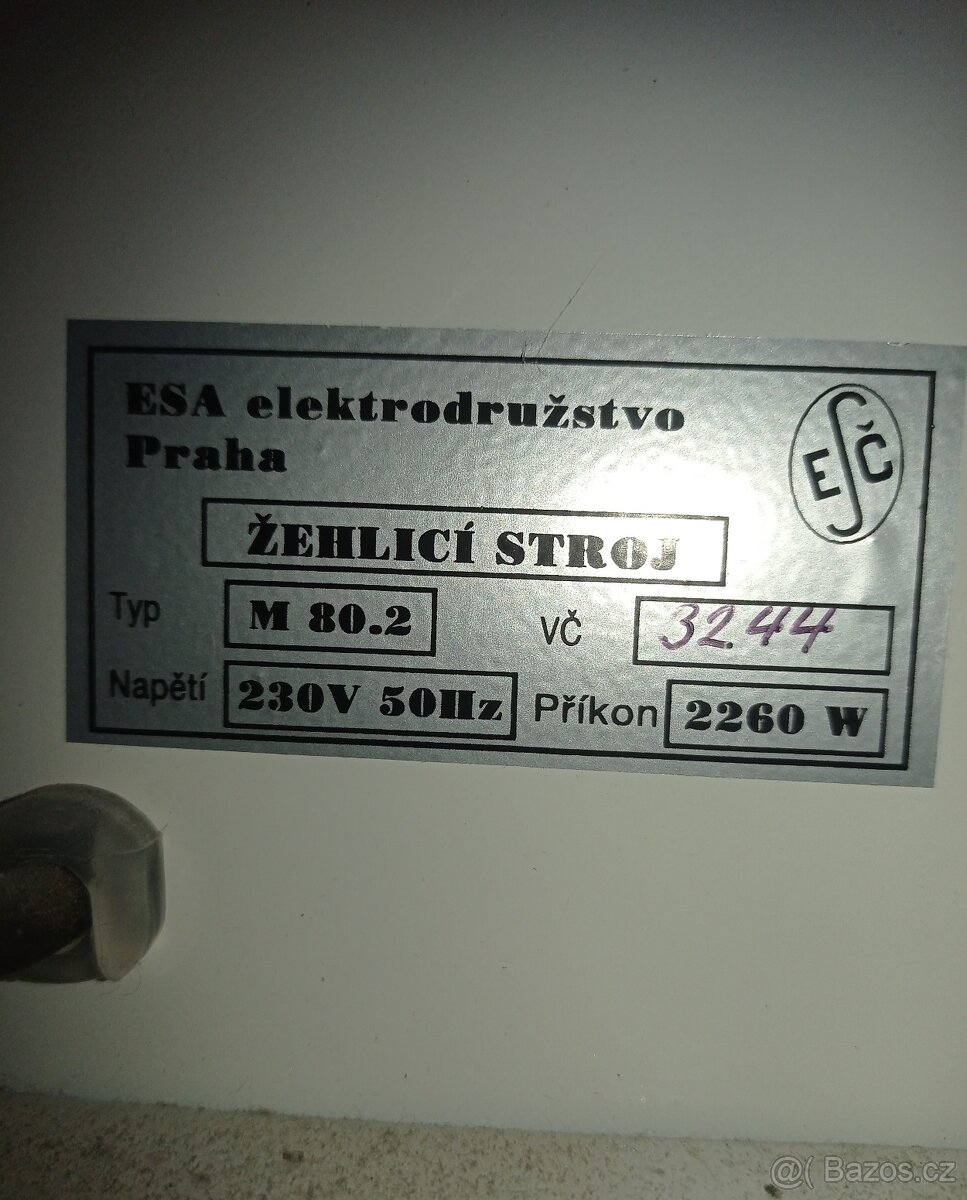 ESA elektrodružstvo
Praha
ESČ
ŽEHLICÍ STROJ
Typ M 80.2 VČ 3244
Napětí 230V 50Hz Příkon 2260 W
@( Bazos.cz